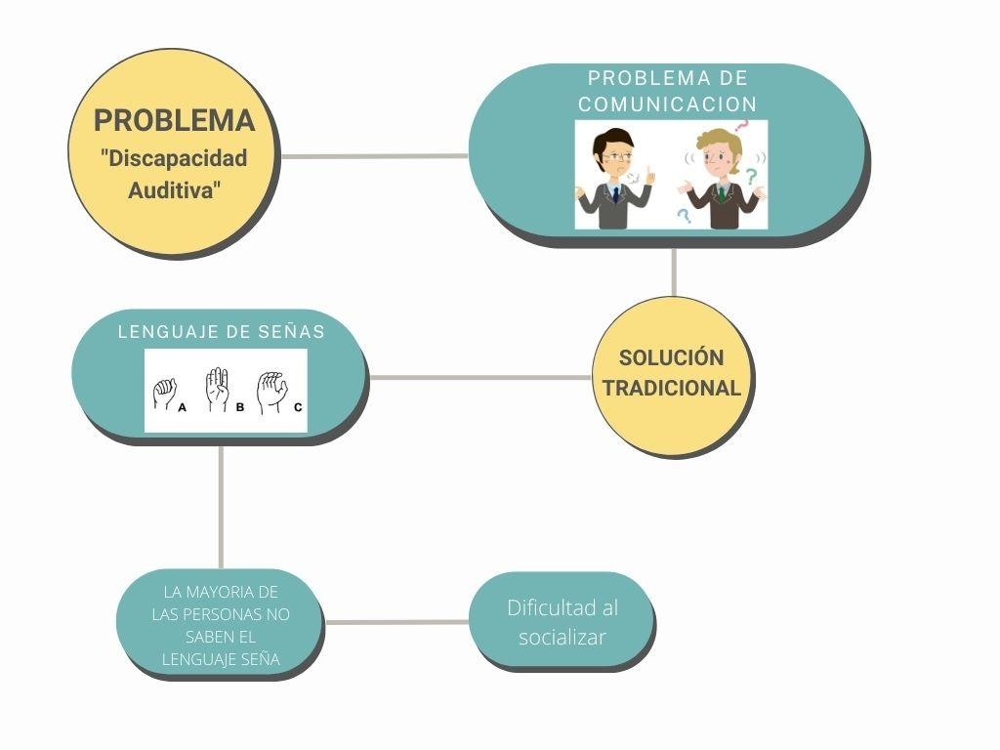 PROBLEMA
"Discapacidad
Auditiva"
PROBLEMA DE
COMUNICACION
?
?
?
SOLUCIÓN
TRADICIONAL
LENGUAJE DE SEÑAS
A B C
LA MAYORIA DE
LAS PERSONAS NO
SABEN EL
LENGUAJE SEÑA
Dificultad al
socializar